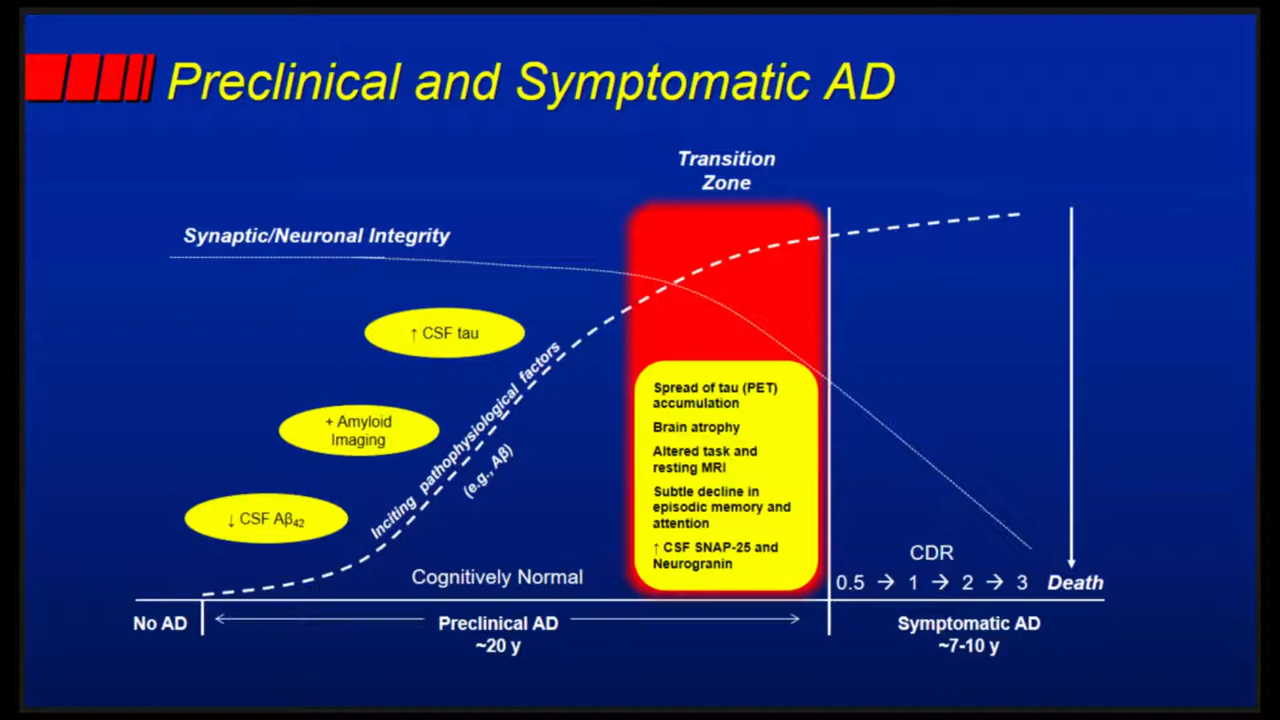 Preclinical and Symptomatic AD
Transition
Zone
Synaptic/Neuronal Integrity
↑ CSF tau
+ Amyloid
Imaging
↓ CSF Aβ₄₂
Inciting pathophysiological factors
(e.g., Aβ)
Spread of tau (PET)
accumulation
Brain atrophy
Altered task and
resting MRI
Subtle decline in
episodic memory and
attention
↑ CSF SNAP-25 and
Neurogranin
Cognitively Normal
CDR
0.5 → 1 → 2 → 3 Death
No AD
Preclinical AD
~20 y
Symptomatic AD
~7-10 y